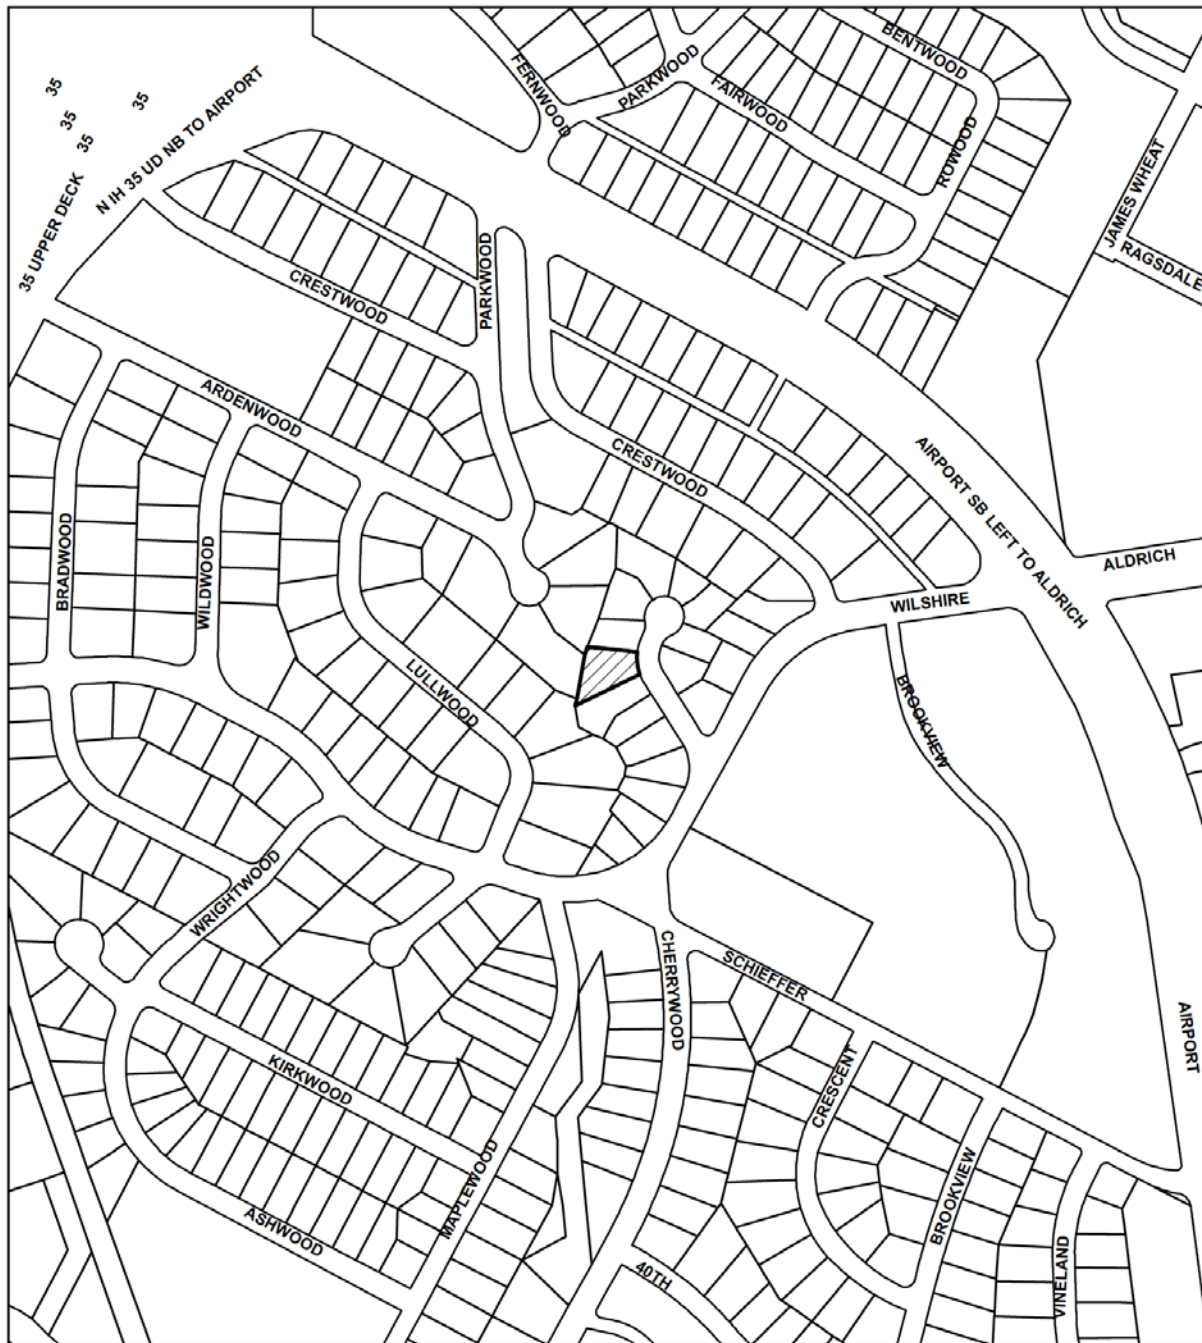 BENTWOOD
FERNWOOD
PARKWOOD
FAIRWOOD
35
35
35
35
N IH 35 UD NB TO AIRPORT
ROWOOD
JAMES WHEAT
RAGSDALE
35 UPPER DECK
PARKWOOD
CRESTWOOD
ARDENWOOD
CRESTWOOD
AIRPORT SB LEFT TO ALDRICH
ALDRICH
BRADWOOD
WILDWOOD
WILSHIRE
LULLWOOD
BROOKVIEW
WRIGHTWOOD
CHERRYWOOD
SCHIEFFER
AIRPORT
KIRKWOOD
CRESCENT
MAPLEWOOD
BROOKVIEW
ASHWOOD
40TH
VINELAND